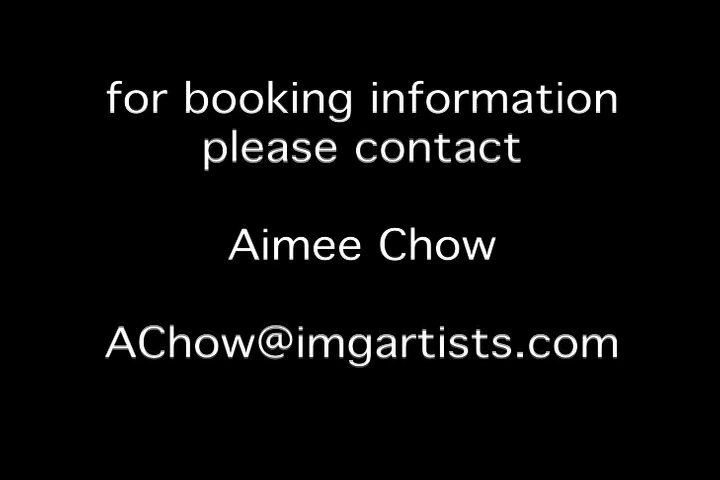 for booking information
please contact
Aimee Chow
AChow@imgartists.com